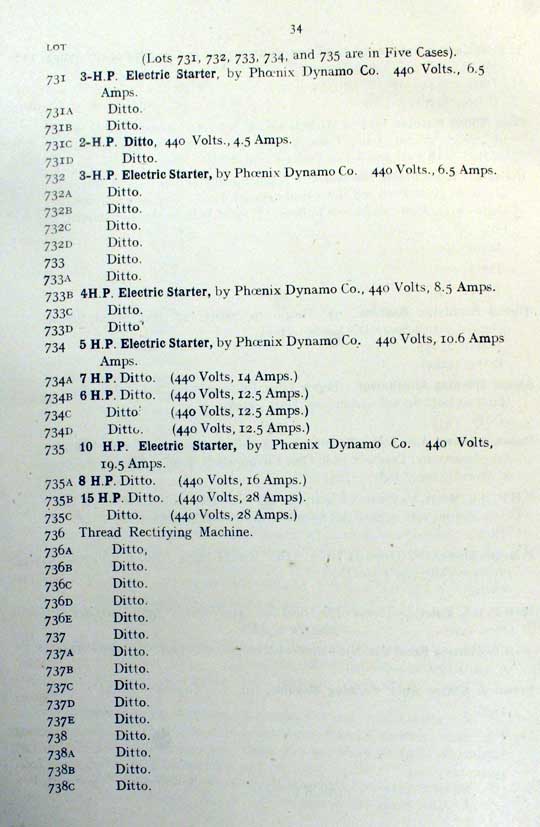 34
LOT
(Lots 731, 732, 733, 734, and 735 are in Five Cases).
731 3-H.P. Electric Starter, by Phœnix Dynamo Co. 440 Volts., 6.5
Amps.
731A Ditto.
731B Ditto.
731C 2-H.P. Ditto, 440 Volts., 4.5 Amps.
731D Ditto.
732 3-H.P. Electric Starter, by Phœnix Dynamo Co. 440 Volts., 6.5 Amps.
732A Ditto.
732B Ditto.
732C Ditto.
732D Ditto.
733 Ditto.
733A Ditto.
733B 4H.P. Electric Starter, by Phœnix Dynamo Co., 440 Volts, 8.5 Amps.
733C Ditto.
733D Ditto.
734 5 H.P. Electric Starter, by Phœnix Dynamo Co. 440 Volts, 10.6 Amps
Amps.
734A 7 H.P. Ditto. (440 Volts, 14 Amps.)
734B 6 H.P. Ditto. (440 Volts, 12.5 Amps.)
734C Ditto. (440 Volts, 12.5 Amps.)
734D Ditto. (440 Volts, 12.5 Amps.)
735 10 H.P. Electric Starter, by Phœnix Dynamo Co. 440 Volts,
19.5 Amps.
735A 8 H.P. Ditto. (440 Volts, 16 Amps.)
735B 15 H.P. Ditto. (440 Volts, 28 Amps).
735C Ditto. (440 Volts, 28 Amps.)
736 Thread Rectifying Machine.
736A Ditto,
736B Ditto.
736C Ditto.
736D Ditto.
736E Ditto.
737 Ditto.
737A Ditto.
737B Ditto.
737C Ditto.
737D Ditto.
737E Ditto.
738 Ditto.
738A Ditto.
738B Ditto.
738C Ditto.